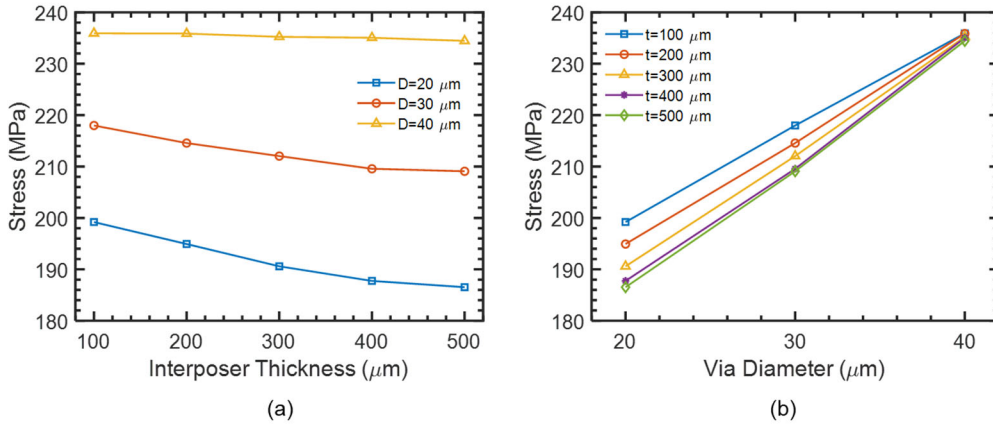 240
230
220
210
200
190
180
Stress (MPa)
D=20 μm
D=30 μm
D=40 μm
100 200 300 400 500
Interposer Thickness (μm)
(a)
240
230
220
210
200
190
180
Stress (MPa)
t=100 μm
t=200 μm
t=300 μm
t=400 μm
t=500 μm
20 30 40
Via Diameter (μm)
(b)